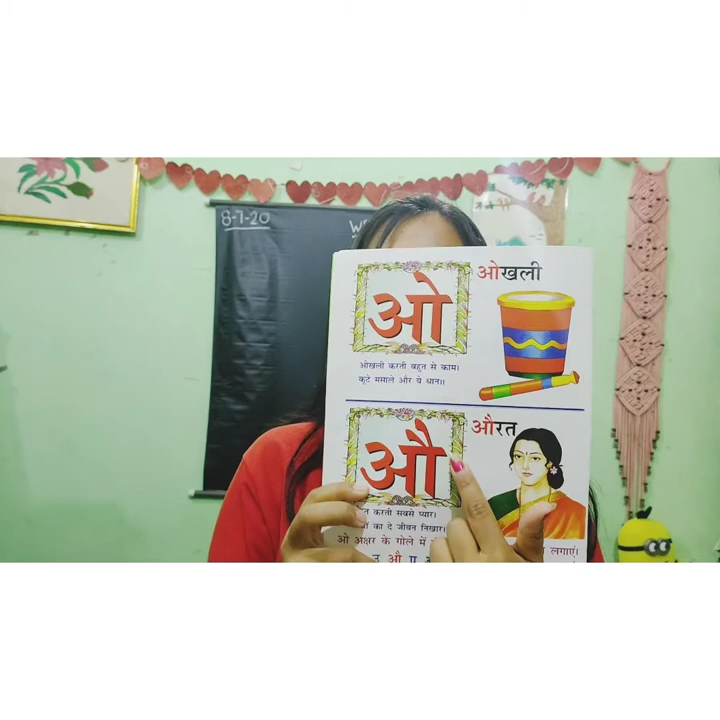 8-7-20
ओ
ओखली
ओखली करती बहुत से काम।
कूटे मसाले और ये धान॥
औ
औरत
करती सबसे प्यार।
का दे जीवन निखार।
ओ अक्षर के गोले में
लगाएं।
औ